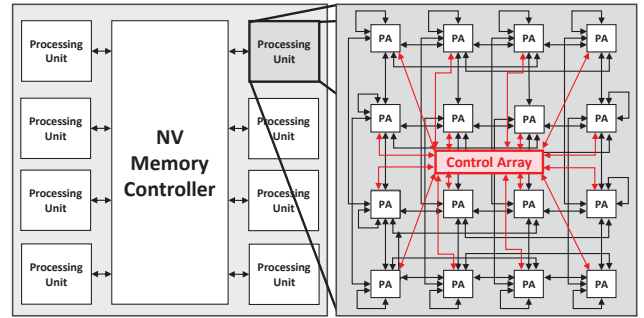 Processing
Unit
Processing
Unit
Processing
Unit
Processing
Unit
NV
Memory
Controller
Processing
Unit
Processing
Unit
Processing
Unit
Processing
Unit
PA
PA
PA
PA
PA
PA
PA
PA
Control Array
PA
PA
PA
PA
PA
PA
PA
PA